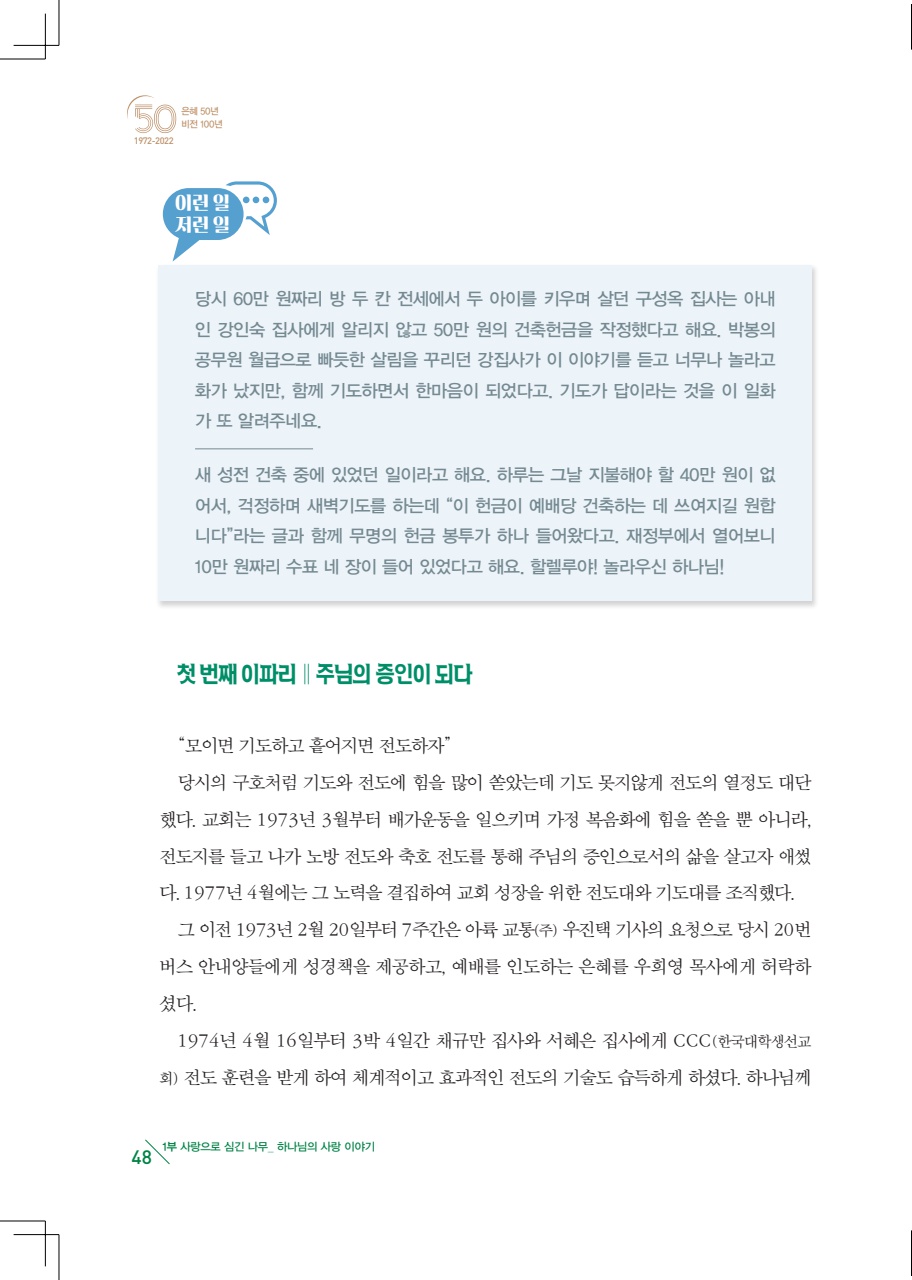 50
은혜 50년
비전 100년
1972-2022
이런 일
저런 일
당시 60만 원짜리 방 두 칸 전세에서 두 아이를 키우며 살던 구성옥 집사는 아내
인 강인숙 집사에게 알리지 않고 50만 원의 건축헌금을 작정했다고 해요. 박봉의
공무원 월급으로 빠듯한 살림을 꾸리던 강집사가 이 이야기를 듣고 너무나 놀라고
화가 났지만, 함께 기도하면서 한마음이 되었다고. 기도가 답이라는 것을 이 일화
가 또 알려주네요.
새 성전 건축 중에 있었던 일이라고 해요. 하루는 그날 지불해야 할 40만 원이 없
어서, 걱정하며 새벽기도를 하는데 “이 헌금이 예배당 건축하는 데 쓰여지길 원합
니다”라는 글과 함께 무명의 헌금 봉투가 하나 들어왔다고. 재정부에서 열어보니
10만 원짜리 수표 네 장이 들어 있었다고 해요. 할렐루야! 놀라우신 하나님!
첫 번째 이파리 ‖ 주님의 증인이 되다
“모이면 기도하고 흩어지면 전도하자”
당시의 구호처럼 기도와 전도에 힘을 많이 쏟았는데 기도 못지않게 전도의 열정도 대단
했다. 교회는 1973년 3월부터 배가운동을 일으키며 가정 복음화에 힘을 쏟을 뿐 아니라,
전도지를 들고 나가 노방 전도와 축호 전도를 통해 주님의 증인으로서의 삶을 살고자 애썼
다. 1977년 4월에는 그 노력을 결집하여 교회 성장을 위한 전도대와 기도대를 조직했다.
그 이전 1973년 2월 20일부터 7주간은 아륙 교통(주) 우진택 기사의 요청으로 당시 20번
버스 안내양들에게 성경책을 제공하고, 예배를 인도하는 은혜를 우희영 목사에게 허락하
셨다.
1974년 4월 16일부터 3박 4일간 채규만 집사와 서혜은 집사에게 CCC(한국대학생선교
회) 전도 훈련을 받게 하여 체계적이고 효과적인 전도의 기술도 습득하게 하셨다. 하나님께
48 1부 사랑으로 심긴 나무_ 하나님의 사랑 이야기